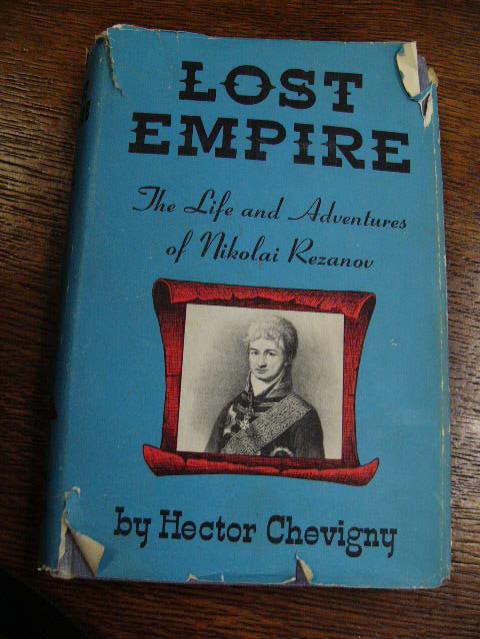 LOST
EMPIRE
The Life and Adventures
of Nikolai Rezanov
by Hector Chevigny